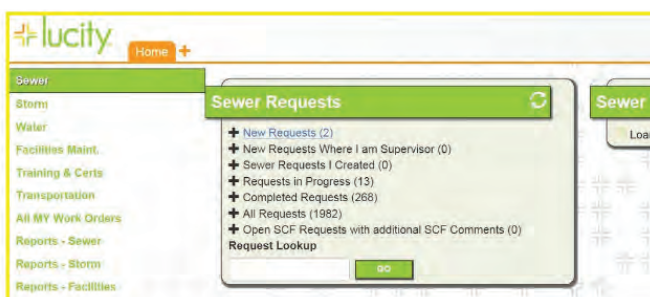 lucity
Home +
Sewer
Storm
Water
Facilities Maint.
Training & Certs
Transportation
All MY Work Orders
Reports - Sewer
Reports - Storm
Reports - Facilities
Sewer Requests
+ New Requests (2)
+ New Requests Where I am Supervisor (0)
+ Sewer Requests I Created (0)
+ Requests in Progress (13)
+ Completed Requests (268)
+ All Requests (1982)
+ Open SCF Requests with additional SCF Comments (0)
Request Lookup
GO
Sewer
Loa